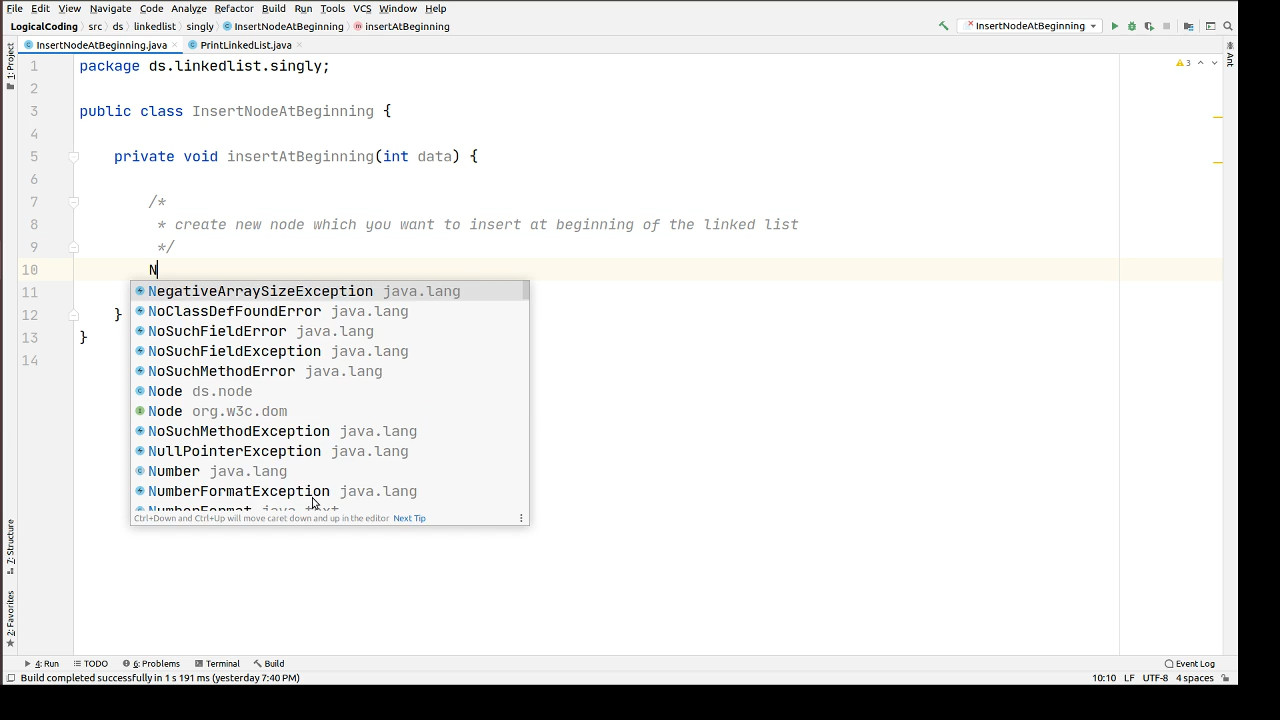 File Edit View Navigate Code Analyze Refactor Build Run Tools VCS Window Help
LogicalCoding src ds linkedlist singly InsertNodeAtBeginning insertAtBeginning InsertNodeAtBeginning
InsertNodeAtBeginning.java PrintLinkedList.java
1: Project
Ant
3
1 package ds.linkedlist.singly;
2
3 public class InsertNodeAtBeginning {
4
5 private void insertAtBeginning(int data) {
6
7 /*
8 * create new node which you want to insert at beginning of the linked list
9 */
10 N
11
12 }
13 }
14
NegativeArraySizeException java.lang
NoClassDefFoundError java.lang
NoSuchFieldError java.lang
NoSuchFieldException java.lang
NoSuchMethodError java.lang
Node ds.node
Node org.w3c.dom
NoSuchMethodException java.lang
NullPointerException java.lang
Number java.lang
NumberFormatException java.lang
NumberFormat java.text
Ctrl+Down and Ctrl+Up will move caret down and up in the editor Next Tip
7: Structure
2: Favorites
4: Run TODO 6: Problems Terminal Build Event Log
Build completed successfully in 1 s 191 ms (yesterday 7:40 PM) 10:10 LF UTF-8 4 spaces